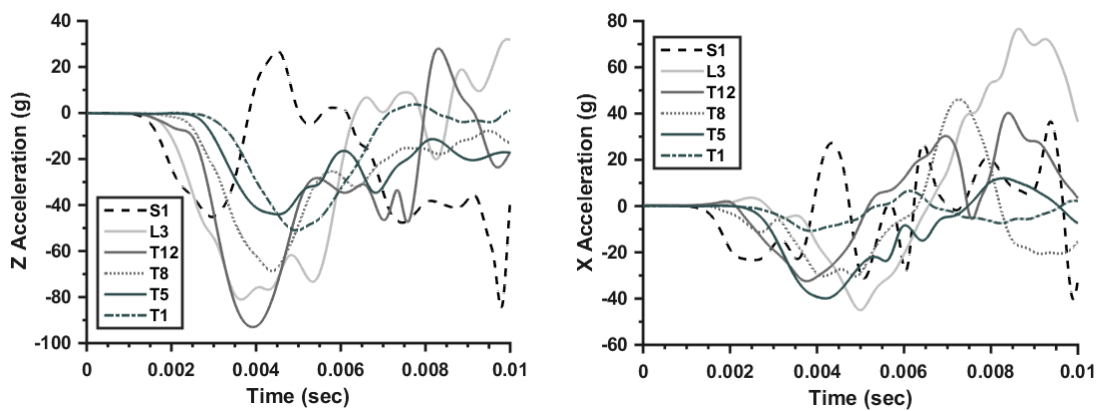 40
20
0
-20
-40
-60
-80
-100
Z Acceleration (g)
S1
L3
T12
T8
T5
T1
0 0.002 0.004 0.006 0.008 0.01
Time (sec)
80
60
40
20
0
-20
-40
-60
X Acceleration (g)
S1
L3
T12
T8
T5
T1
0 0.002 0.004 0.006 0.008 0.01
Time (sec)